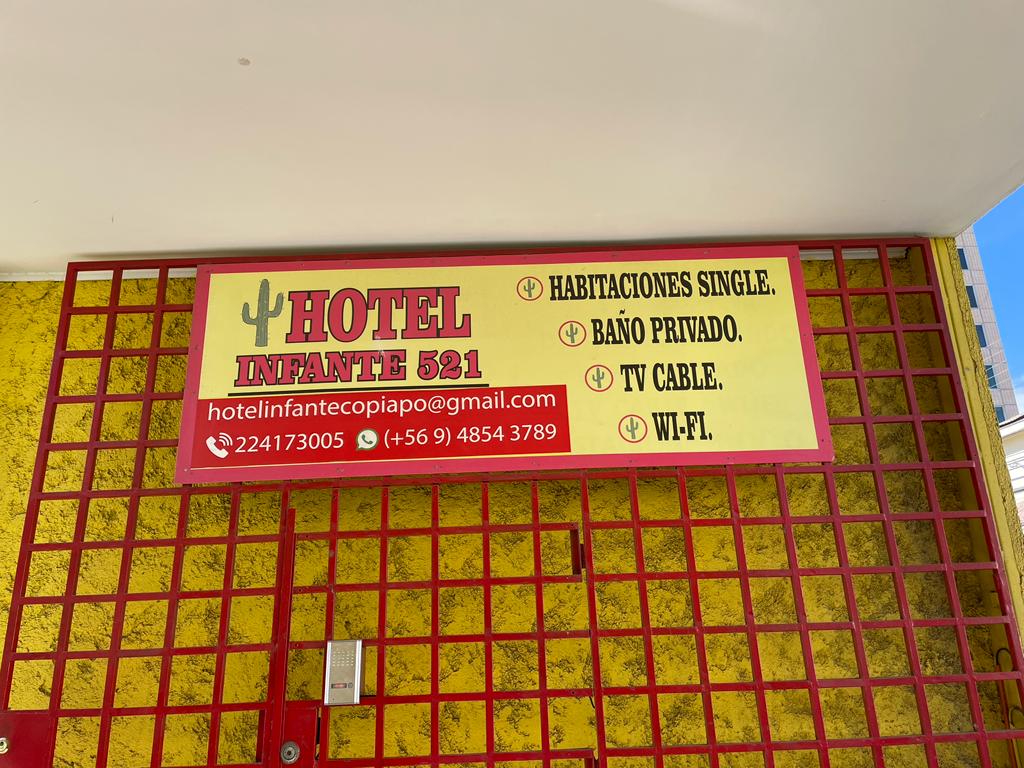 HOTEL
INFANTE 521
hotelinfantecopiapo@gmail.com
224173005 (+56 9) 4854 3789
HABITACIONES SINGLE.
BAÑO PRIVADO.
TV CABLE.
WI-FI.